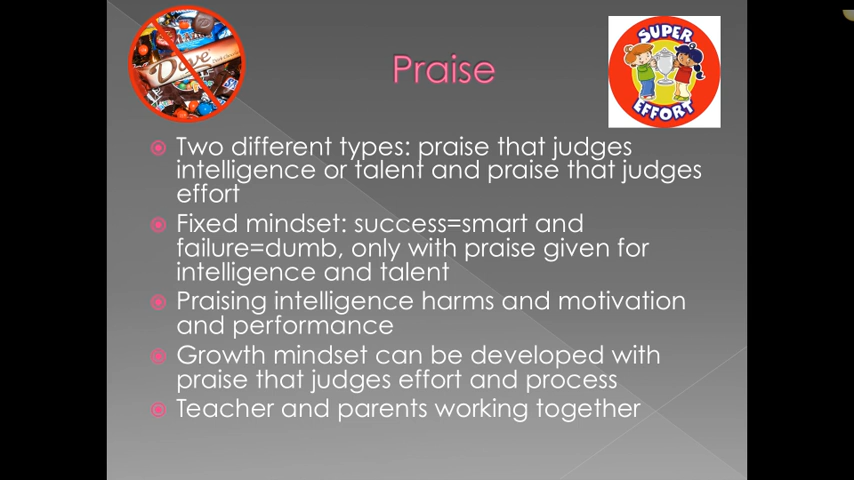 Dove
SUPER
EFFORT
Praise
Two different types: praise that judges
intelligence or talent and praise that judges
effort
Fixed mindset: success=smart and
failure=dumb, only with praise given for
intelligence and talent
Praising intelligence harms and motivation
and performance
Growth mindset can be developed with
praise that judges effort and process
Teacher and parents working together